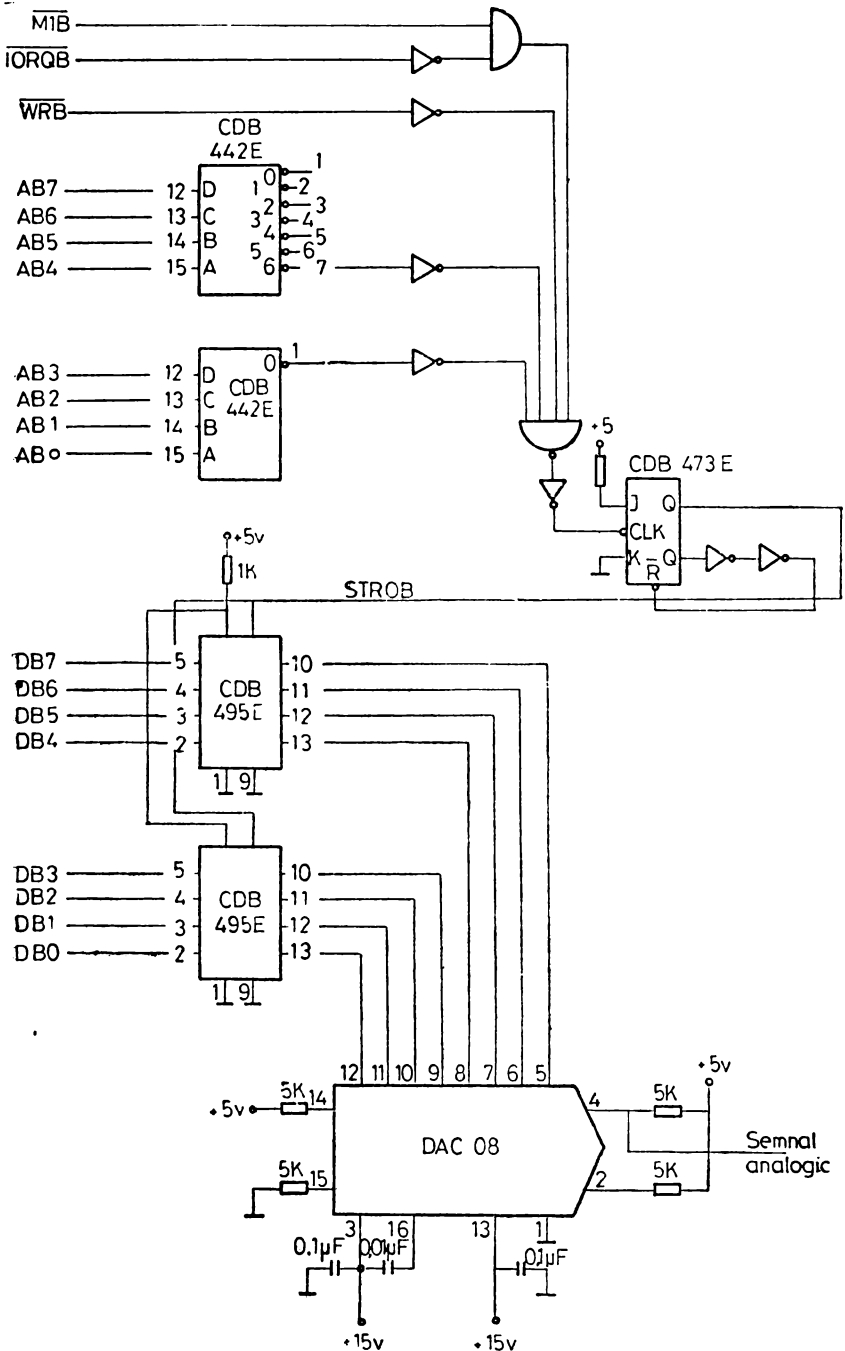 M1B
IORQB
WRB
CDB
442E
AB7 12 D 0 1
1 2
AB6 13 C 2 3
3 4
AB5 14 B 4 5
5 6
AB4 15 A 6 7
AB3 12 D 0 1
AB2 13 C CDB
442E
AB1 14 B
AB0 15 A
+5
CDB 473E
J Q
CLK
K Q
R
+5v
1K
STROB
DB7 5 10
DB6 4 CDB 11
DB5 3 495E 12
DB4 2 13
1 9
DB3 5 10
DB2 4 CDB 11
DB1 3 495E 12
DB0 2 13
1 9
12 11 10 9 8 7 6 5
+5v 5K 14
4 5K +5v
DAC 08
Semnal
analogic
5K 15
2 5K
3 16 13 1
0.1µF 0,01µF 0,1µF
+15v +15v